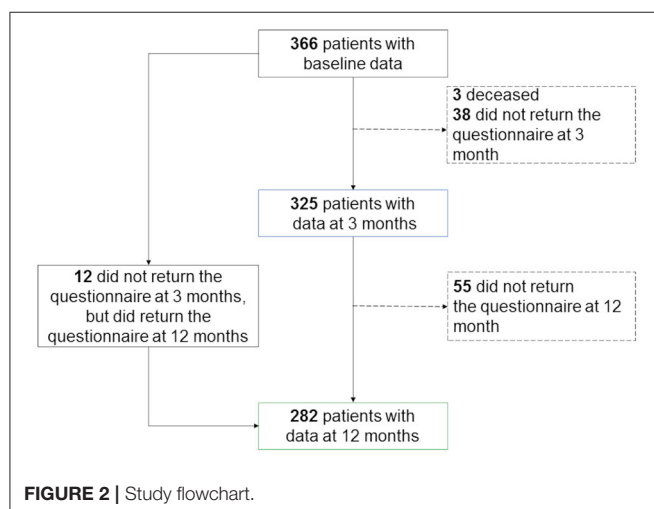 366 patients with
baseline data
3 deceased
38 did not return the
questionnaire at 3
month
325 patients with
data at 3 months
12 did not return the
questionnaire at 3 months,
but did return the
questionnaire at 12 months
55 did not return
the questionnaire at 12
month
282 patients with
data at 12 months
FIGURE 2 | Study flowchart.